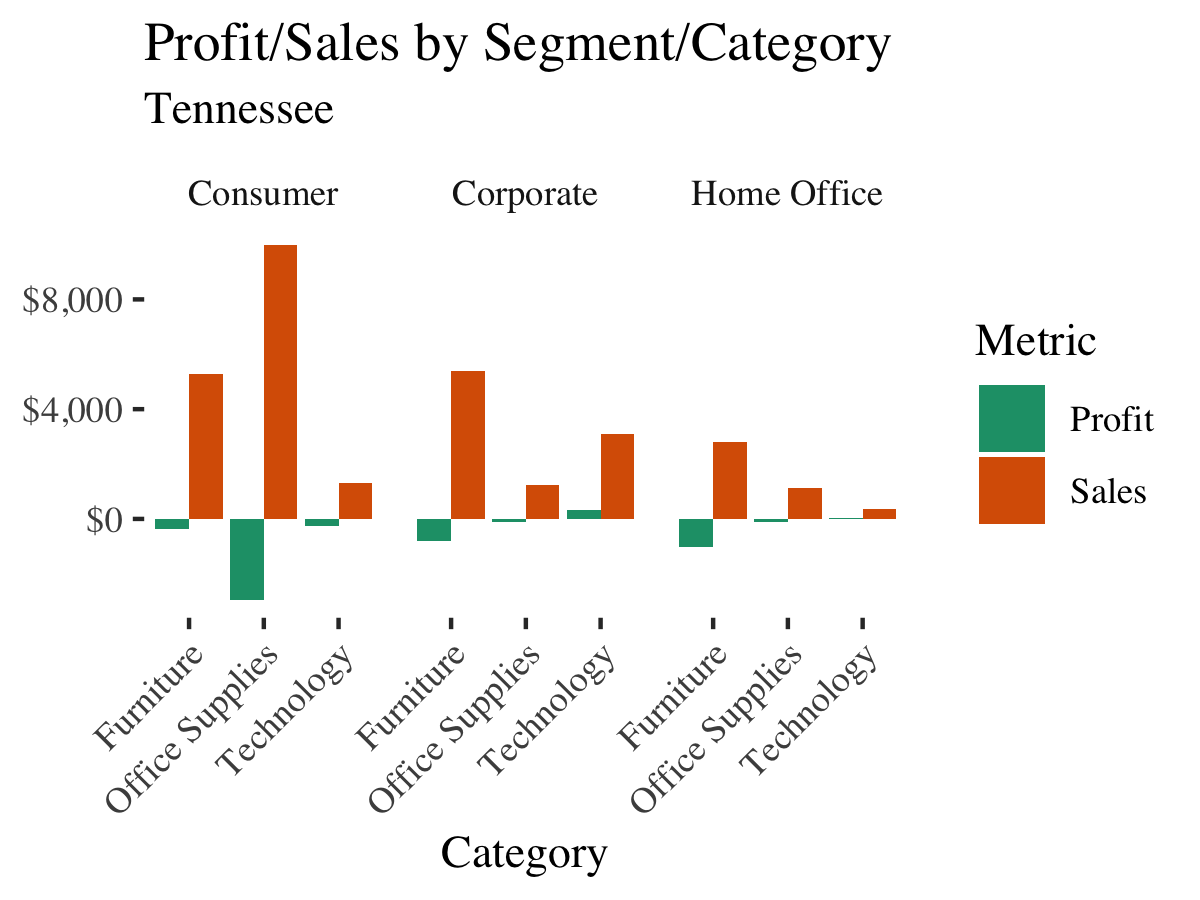 Profit/Sales by Segment/Category
Tennessee
Consumer
Corporate
Home Office
$8,000
$4,000
$0
Furniture
Office Supplies
Technology
Furniture
Office Supplies
Technology
Furniture
Office Supplies
Technology
Category
Metric
Profit
Sales